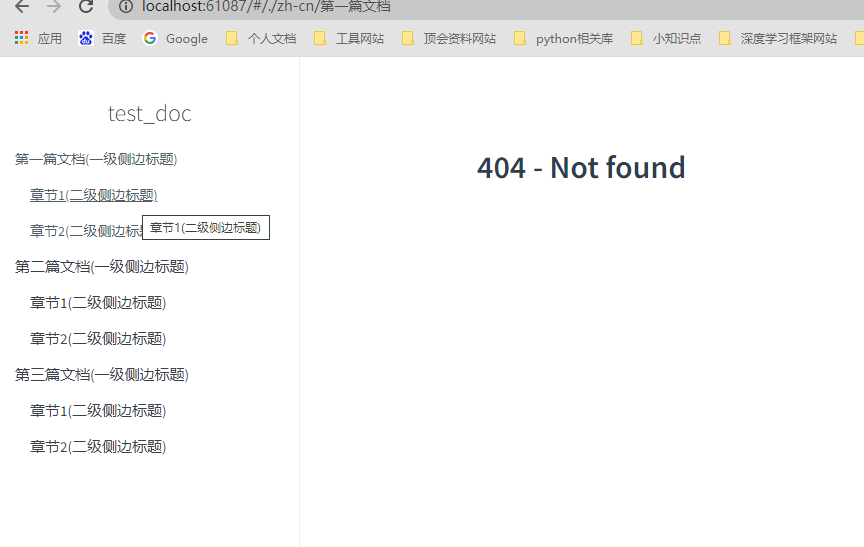 localhost:61087/#/./zh-cn/第一篇文档
应用 百度 Google 个人文档 工具网站 顶会资料网站 python相关库 小知识点 深度学习框架网站
test_doc
第一篇文档(一级侧边标题)
章节1(二级侧边标题)
章节2(二级侧边标
章节1(二级侧边标题)
第二篇文档(一级侧边标题)
章节1(二级侧边标题)
章节2(二级侧边标题)
第三篇文档(一级侧边标题)
章节1(二级侧边标题)
章节2(二级侧边标题)
404 - Not found